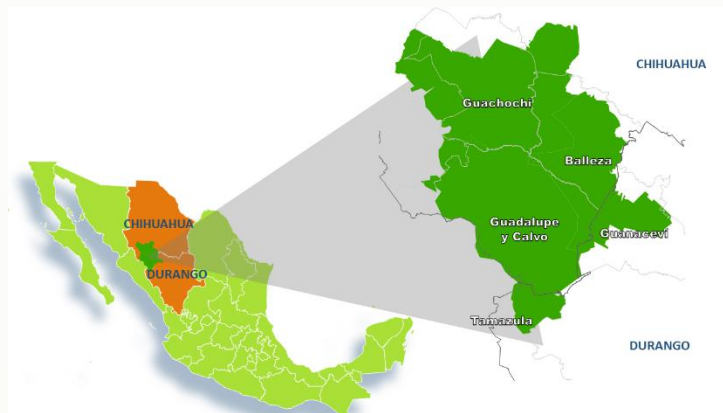 CHIHUAHUA
Guachochi
Balleza
Guadalupe
y Calvo
Guanaceví
CHIHUAHUA
DURANGO
Tamazula
DURANGO